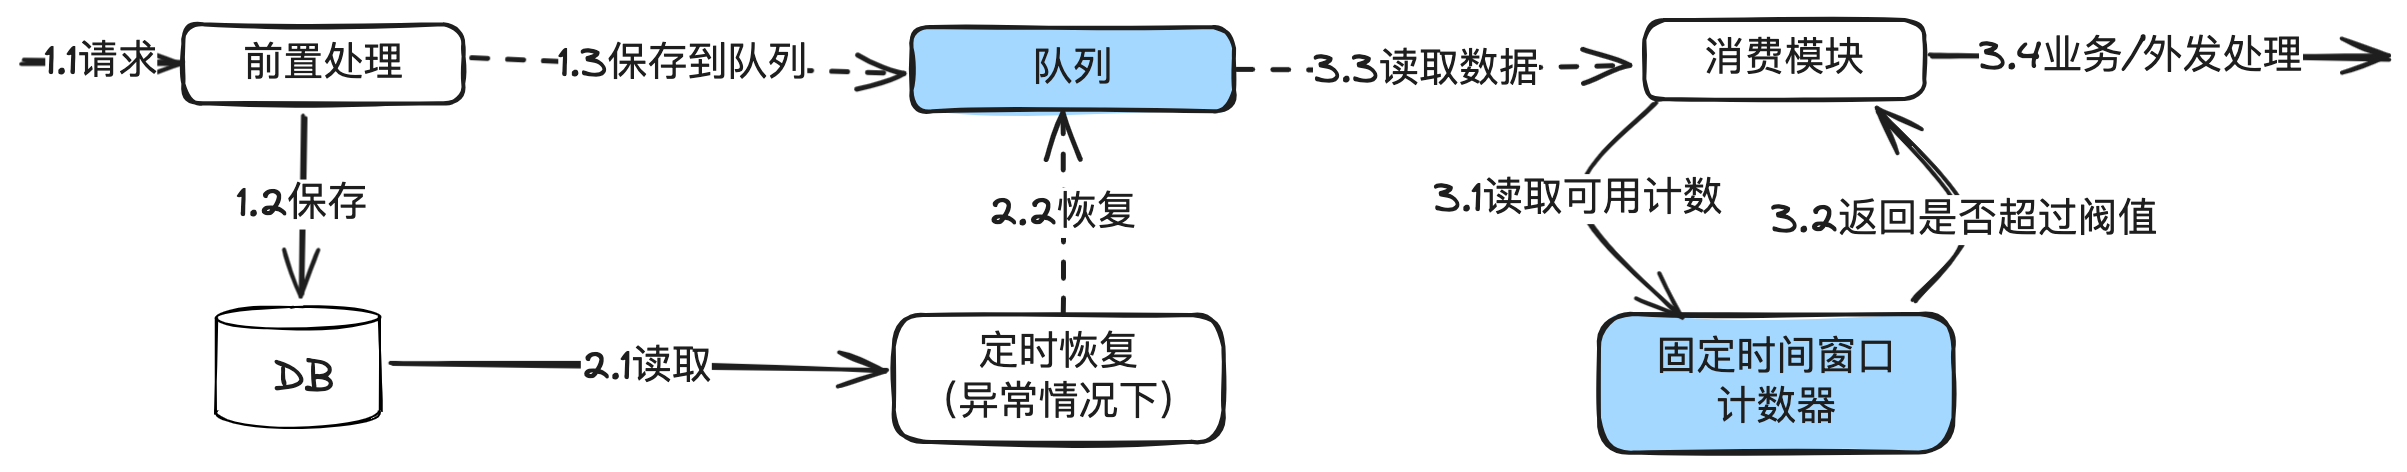 1.1请求
前置处理
1.3保存到队列
队列
3.3读取数据
消费模块
3.4业务/外发处理
1.2保存
2.2恢复
3.1读取可用计数
3.2返回是否超过阀值
DB
2.1读取
定时恢复
(异常情况下)
固定时间窗口
计数器